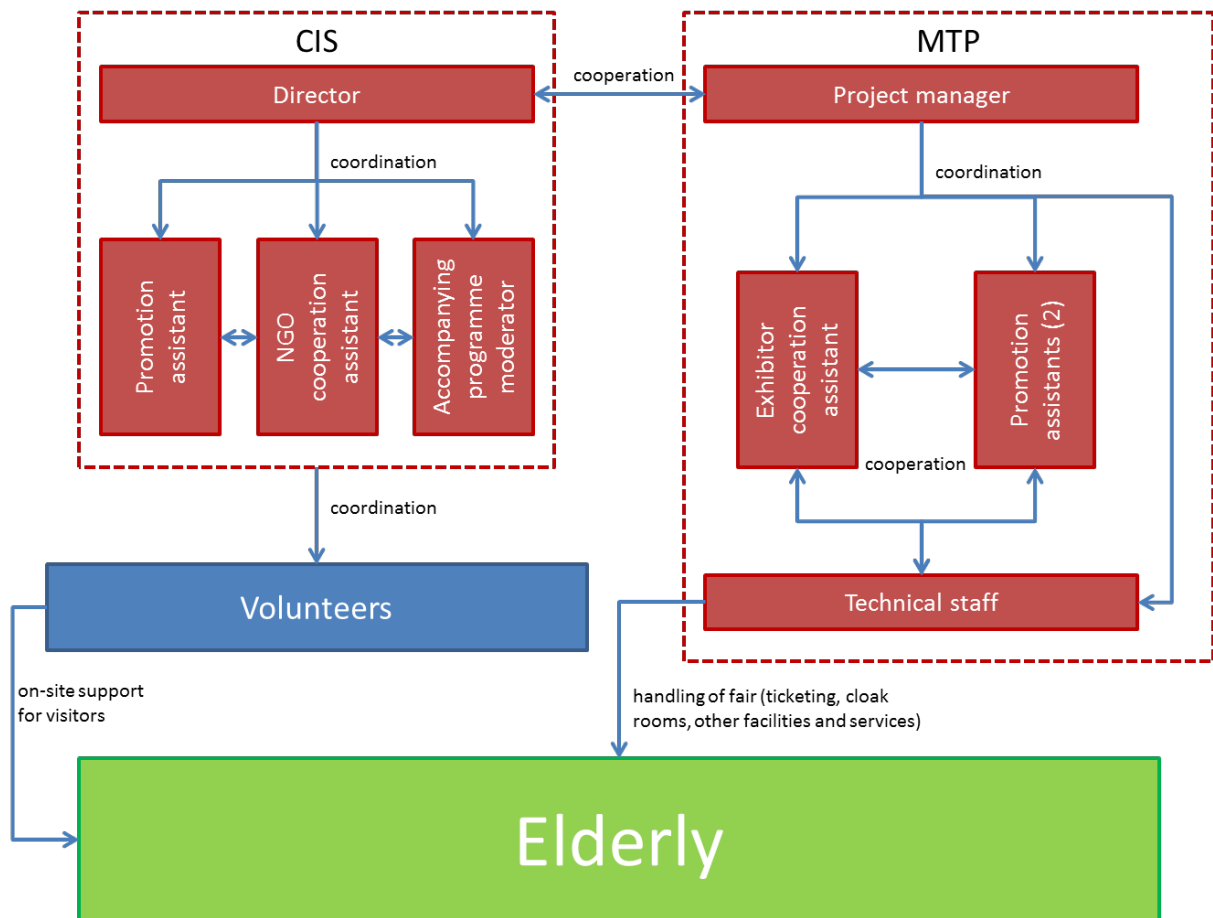 CIS
MTP
Director
cooperation
Project manager
coordination
coordination
Promotion
assistant
NGO
cooperation
assistant
Accompanying
programme
moderator
Exhibitor
cooperation
assistant
Promotion
assistants (2)
cooperation
coordination
Volunteers
Technical staff
on-site support
for visitors
handling of fair (ticketing, cloak
rooms, other facilities and services)
Elderly